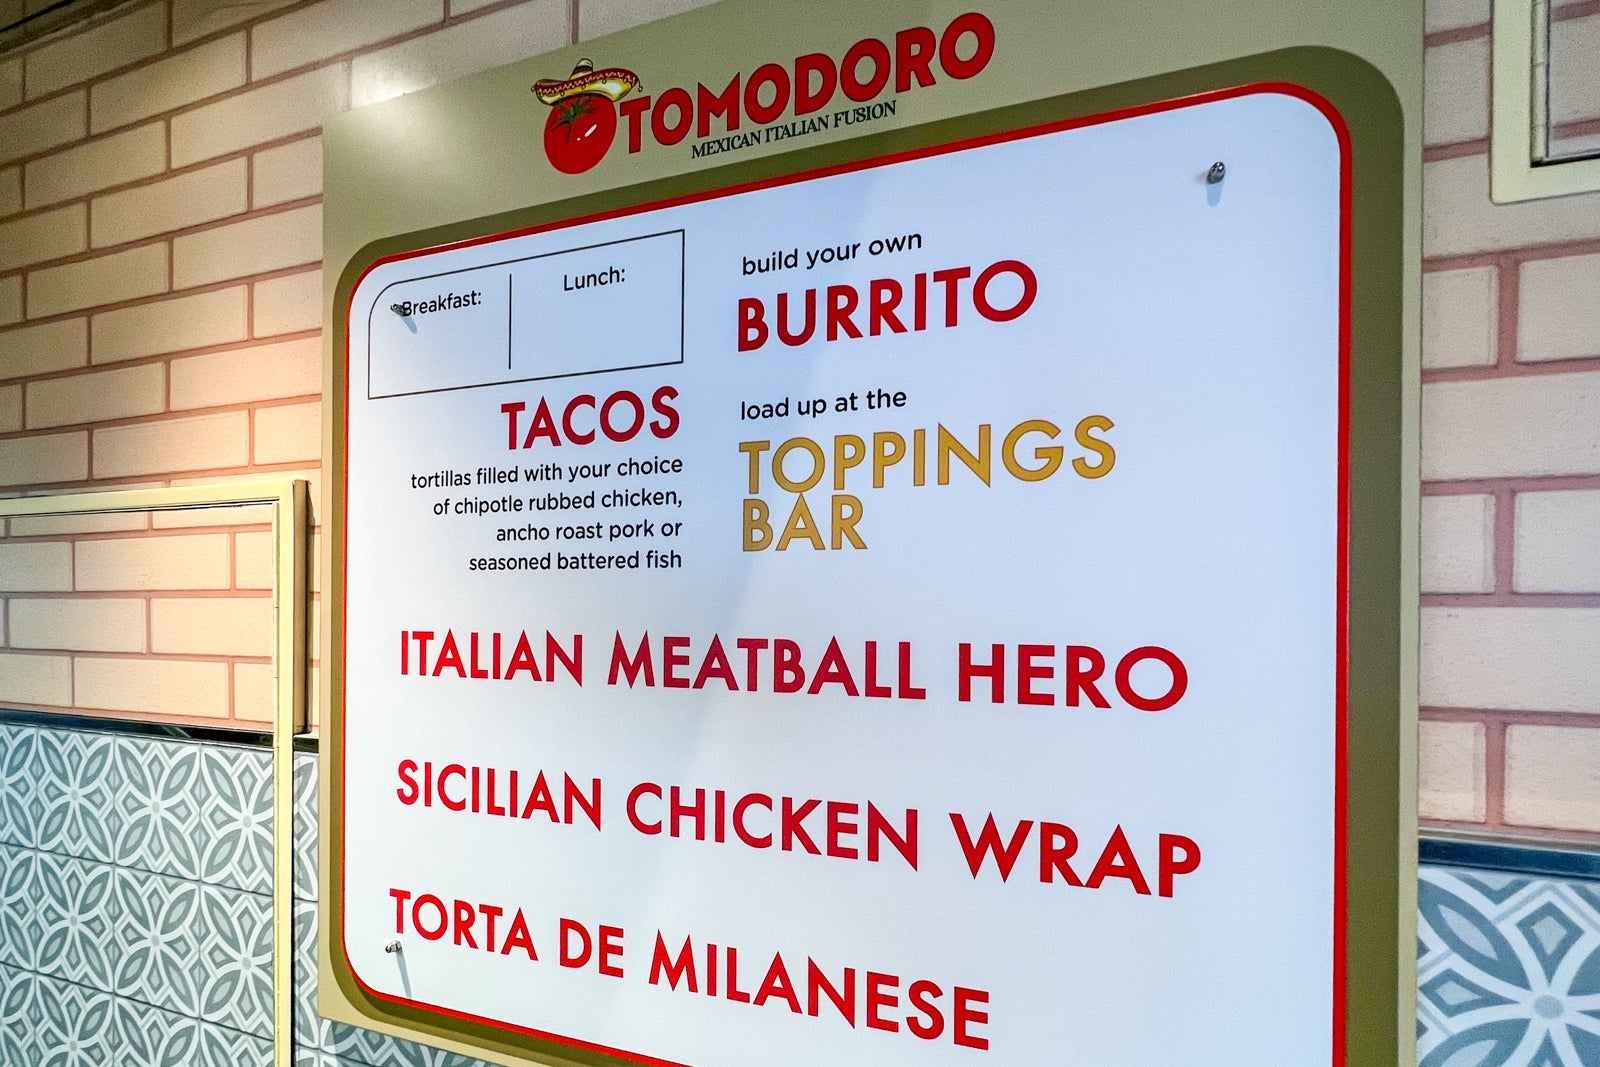 TOMODORO
MEXICAN ITALIAN FUSION
Breakfast:
Lunch:
TACOS
tortillas filled with your choice
of chipotle rubbed chicken,
ancho roast pork or
seasoned battered fish
build your own
BURRITO
load up at the
TOPPINGS
BAR
ITALIAN MEATBALL HERO
SICILIAN CHICKEN WRAP
TORTA DE MILANESE